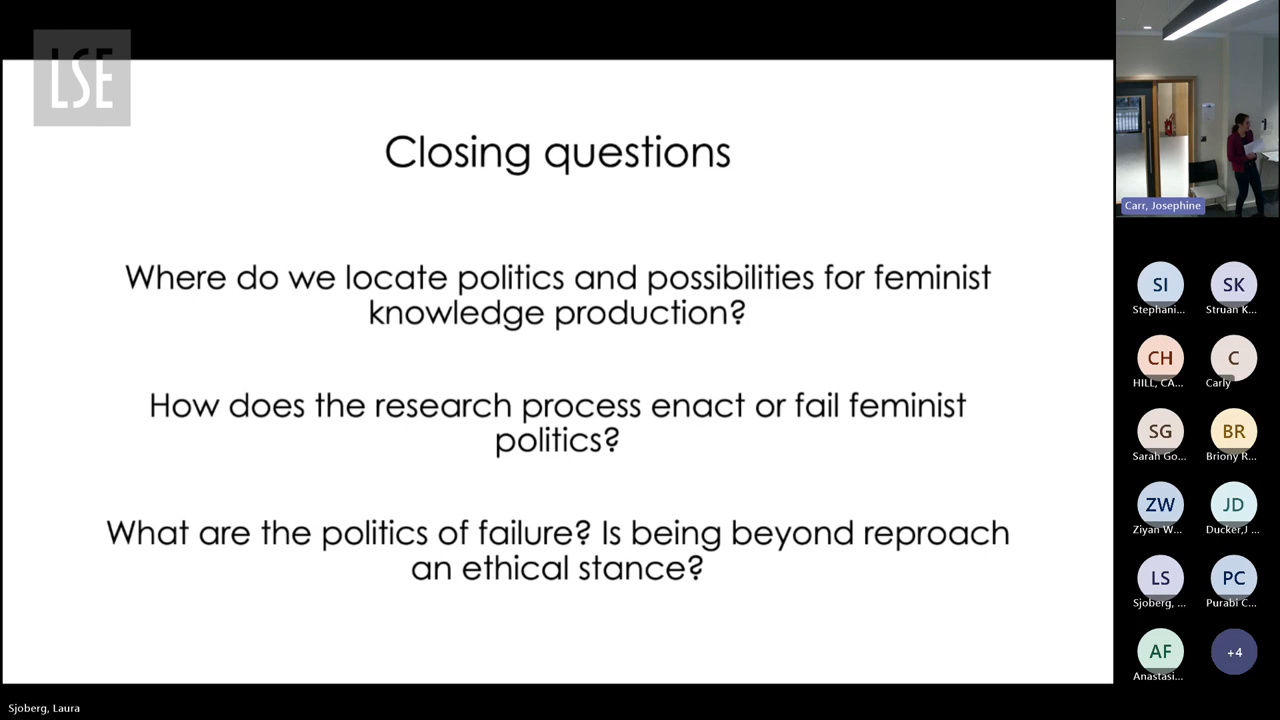 LSE
Closing questions
Where do we locate politics and possibilities for feminist
knowledge production?
How does the research process enact or fail feminist
politics?
What are the politics of failure? Is being beyond reproach
an ethical stance?
Carr, Josephine
SI
Stephani...
SK
Struan K...
CH
HILL, CA...
C
Carly
SG
Sarah Go...
BR
Briony R...
ZW
Ziyan W...
JD
Ducker,J ...
LS
Sjoberg, ...
PC
Purabi C...
AF
Anastasi...
+4
Sjoberg, Laura